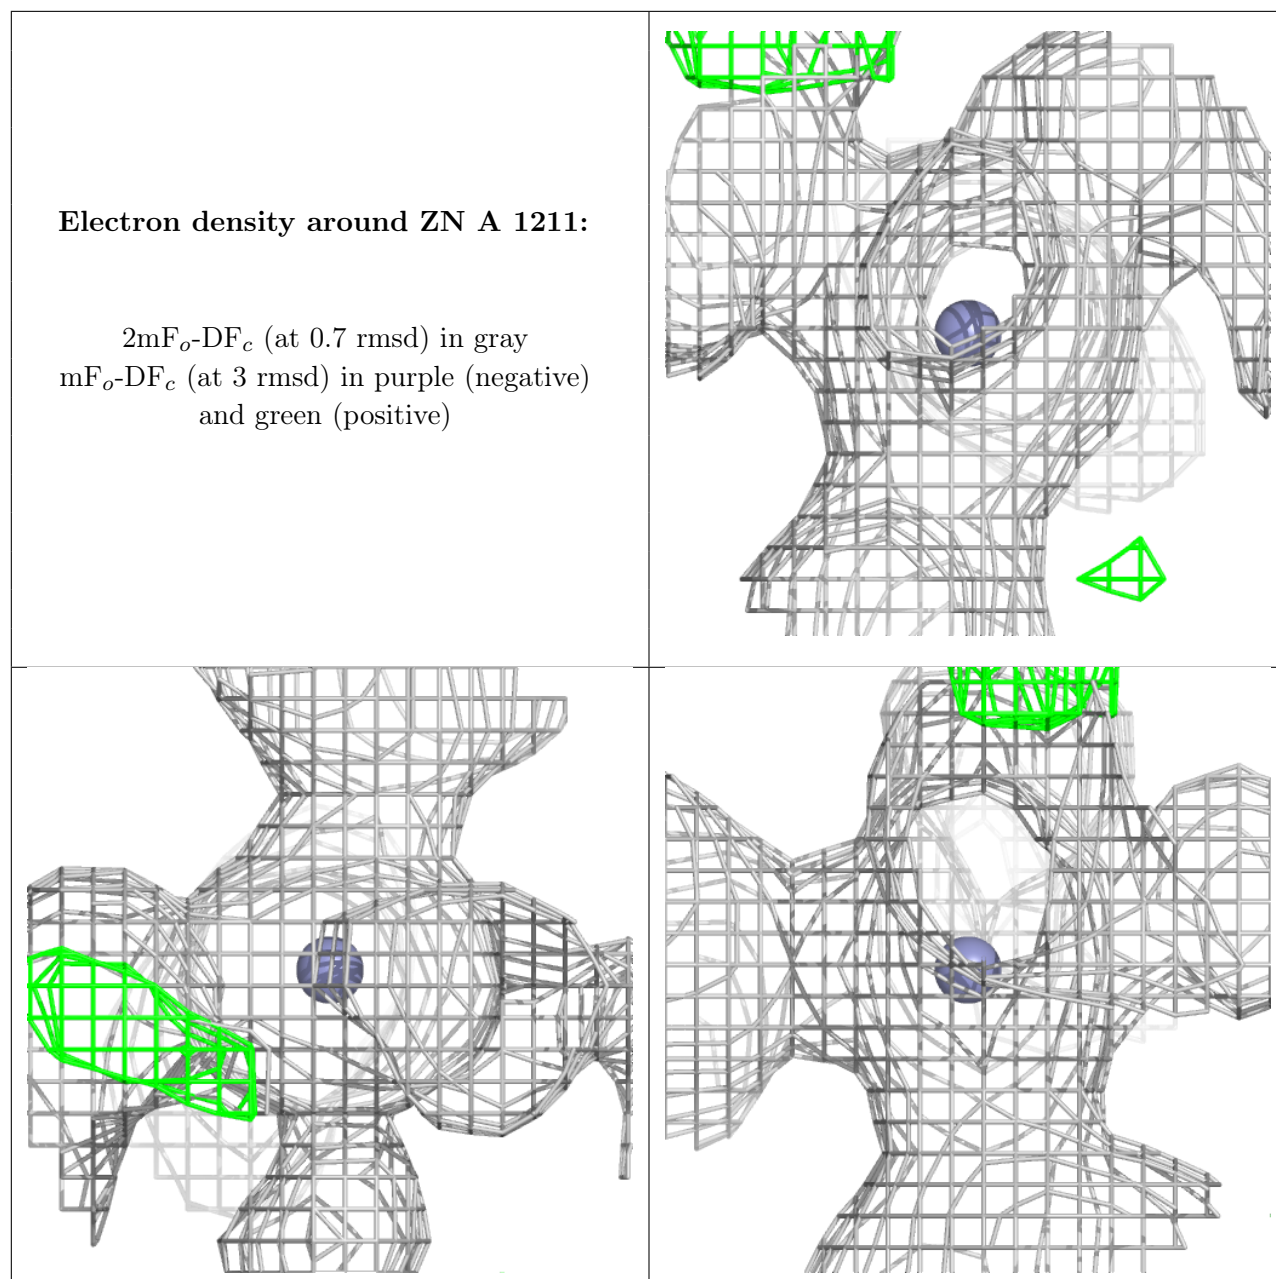 Electron density around ZN A 1211:
2mFo-DFc (at 0.7 rmsd) in gray
mFo-DFc (at 3 rmsd) in purple (negative)
and green (positive)